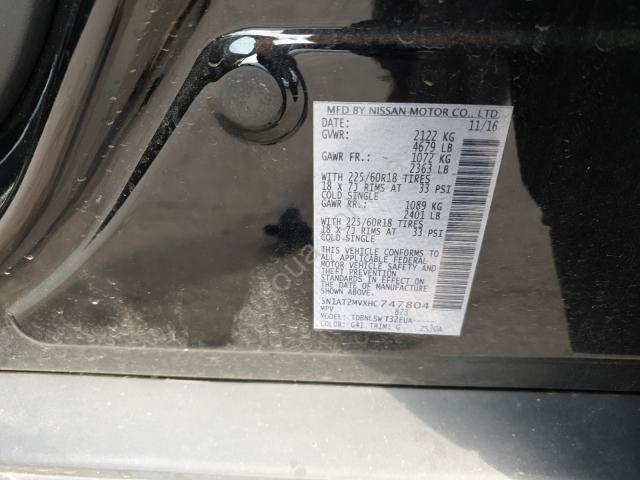 MFD BY NISSAN MOTOR CO., LTD
DATE: 11/16
GVWR: 2122 KG
4679 LB
GAWR FR.: 1072 KG
2363 LB
WITH 225/60R18 TIRES
18 X 7J RIMS AT 33 PSI
COLD SINGLE
GAWR RR.: 1089 KG
2401 LB
WITH 225/60R18 TIRES
18 X 7J RIMS AT 33 PSI
COLD SINGLE
THIS VEHICLE CONFORMS TO
ALL APPLICABLE FEDERAL
MOTOR VEHICLE SAFETY AND
THEFT PREVENTION
STANDARDS IN EFFECT ON
THE DATE OF MANUFACTURE
SHOWN ABOVE
5N1AT2MVXHC747804
MPV 873
MODEL:
COLOR: G41 TRIM: G